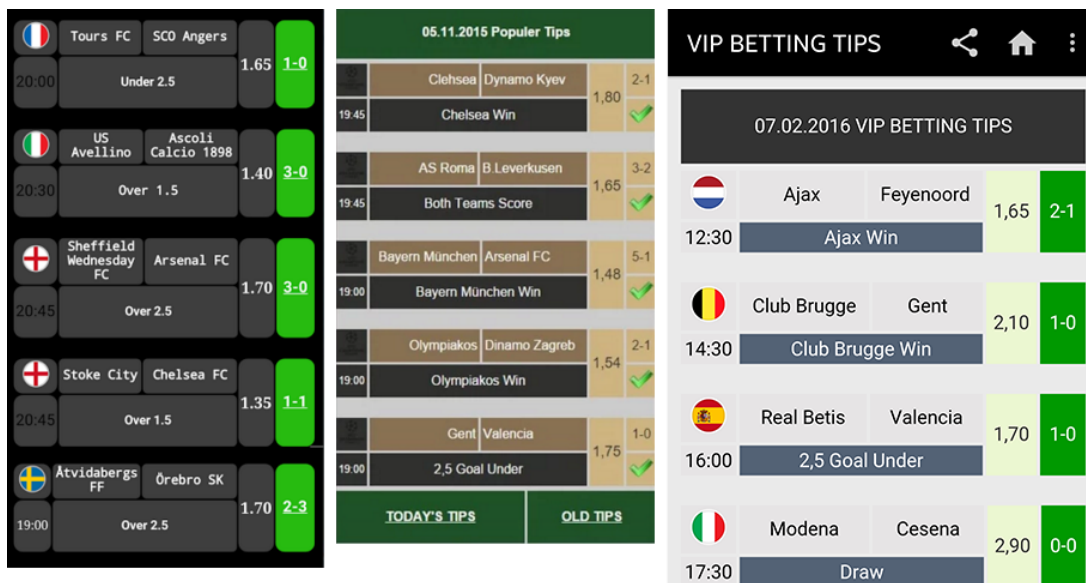 Tours FC SCO Angers
1.65 1-0
20:00 Under 2.5
US Avellino Ascoli Calcio 1898
1.40 3-0
20:30 Over 1.5
Sheffield Wednesday FC Arsenal FC
1.70 3-0
20:45 Over 2.5
Stoke City Chelsea FC
1.35 1-1
20:45 Over 1.5
Åtvidabergs FF Örebro SK
1.70 2-3
19:00 Over 2.5
05.11.2015 Populer Tips
Clehsea Dynamo Kyev 2-1
1,80
19:45 Chelsea Win
AS Roma B.Leverkusen 3-2
1,65
19:45 Both Teams Score
Bayern München Arsenal FC 5-1
1,48
19:00 Bayern München Win
Olympiakos Dinamo Zagreb 2-1
1,54
19:00 Olympiakos Win
Gent Valencia 1-0
1,75
19:00 2,5 Goal Under
TODAY'S TIPS OLD TIPS
VIP BETTING TIPS
07.02.2016 VIP BETTING TIPS
Ajax Feyenoord
1,65 2-1
12:30 Ajax Win
Club Brugge Gent
2,10 1-0
14:30 Club Brugge Win
Real Betis Valencia
1,70 1-0
16:00 2,5 Goal Under
Modena Cesena
2,90 0-0
17:30 Draw